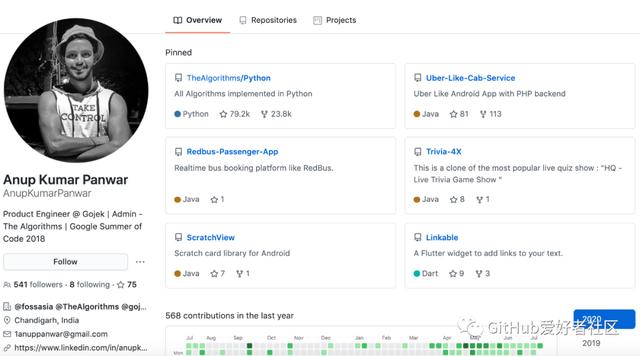 Overview
Repositories
Projects
TAKE
CONTROL
Anup Kumar Panwar
AnupKumarPanwar
Product Engineer @ Gojek | Admin -
The Algorithms | Google Summer of
Code 2018
Follow
541 followers · 8 following · 75
@fossasia @TheAlgorithms @goj...
Chandigarh, India
1anuppanwar@gmail.com
https://www.linkedin.com/in/anupk...
Pinned
TheAlgorithms/Python
All Algorithms implemented in Python
Python 79.2k 23.8k
Uber-Like-Cab-Service
Uber Like Android App with PHP backend
Java 81 113
Redbus-Passenger-App
Realtime bus booking platform like RedBus.
Java 1
Trivia-4X
This is a clone of the most popular live quiz show : "HQ -
Live Trivia Game Show "
Java 8 1
ScratchView
Scratch card library for Android
Java 7 1
Linkable
A Flutter widget to add links to your text.
Dart 9 3
568 contributions in the last year
2020
2019
Jul Aug Sep Oct Nov Dec Jan Feb Mar Apr May Jun Jul
Mon
GitHub爱好者社区